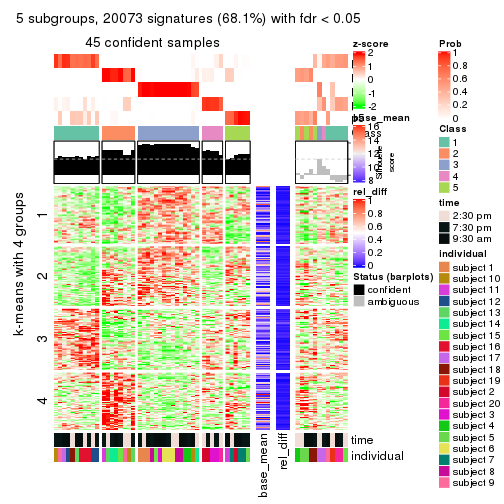 5 subgroups, 20073 signatures (68.1%) with fdr < 0.05
45 confident samples
k-means with 4 groups
1
2
3
4
base_mean
rel_diff
time
individual
z-score
2
1
0
-1
-2
base_mean
16
14
12
10
8
Silhouette
score
rel_diff
1
0.8
0.6
0.4
0.2
0
Status (barplots)
confident
ambiguous
Prob
1
0.8
0.6
0.4
0.2
0
Class
1
2
3
4
5
time
2:30 pm
7:30 pm
9:30 am
Individual
subject 1
subject 10
subject 11
subject 12
subject 13
subject 14
subject 15
subject 16
subject 17
subject 18
subject 19
subject 2
subject 20
subject 3
subject 4
subject 5
subject 6
subject 7
subject 8
subject 9